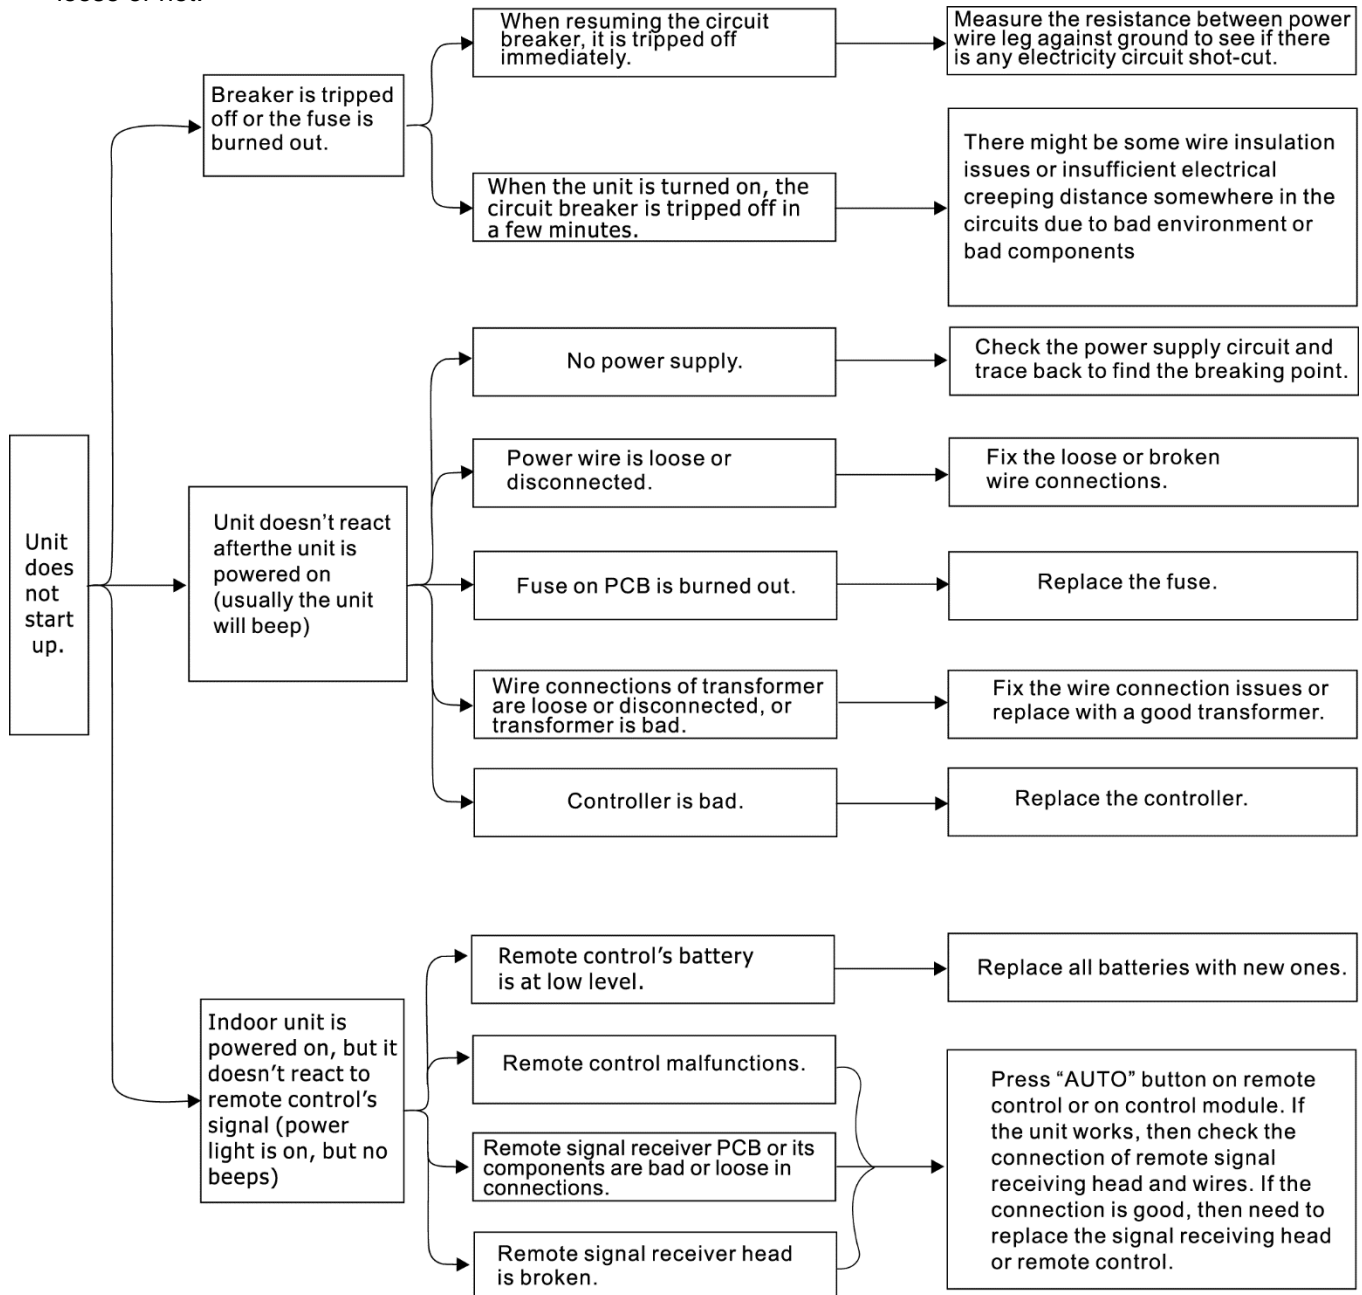 loose or not.
When resuming the circuit
breaker, it is tripped off
immediately.
Measure the resistance between power
wire leg against ground to see if there
is any electricity circuit shot-cut.
Breaker is tripped
off or the fuse is
burned out.
When the unit is turned on, the
circuit breaker is tripped off in
a few minutes.
There might be some wire insulation
issues or insufficient electrical
creeping distance somewhere in the
circuits due to bad environment or
bad components
Unit
does
not
start
up.
Unit doesn’t react
afterthe unit is
powered on
(usually the unit
will beep)
No power supply.
Check the power supply circuit and
trace back to find the breaking point.
Power wire is loose or
disconnected.
Fix the loose or broken
wire connections.
Fuse on PCB is burned out.
Replace the fuse.
Wire connections of transformer
are loose or disconnected, or
transformer is bad.
Fix the wire connection issues or
replace with a good transformer.
Controller is bad.
Replace the controller.
Indoor unit is
powered on, but it
doesn’t react to
remote control’s
signal (power
light is on, but no
beeps)
Remote control’s battery
is at low level.
Replace all batteries with new ones.
Remote control malfunctions.
Remote signal receiver PCB or its
components are bad or loose in
connections.
Remote signal receiver head
is broken.
Press “AUTO” button on remote
control or on control module. If
the unit works, then check the
connection of remote signal
receiving head and wires. If the
connection is good, then need to
replace the signal receiving head
or remote control.